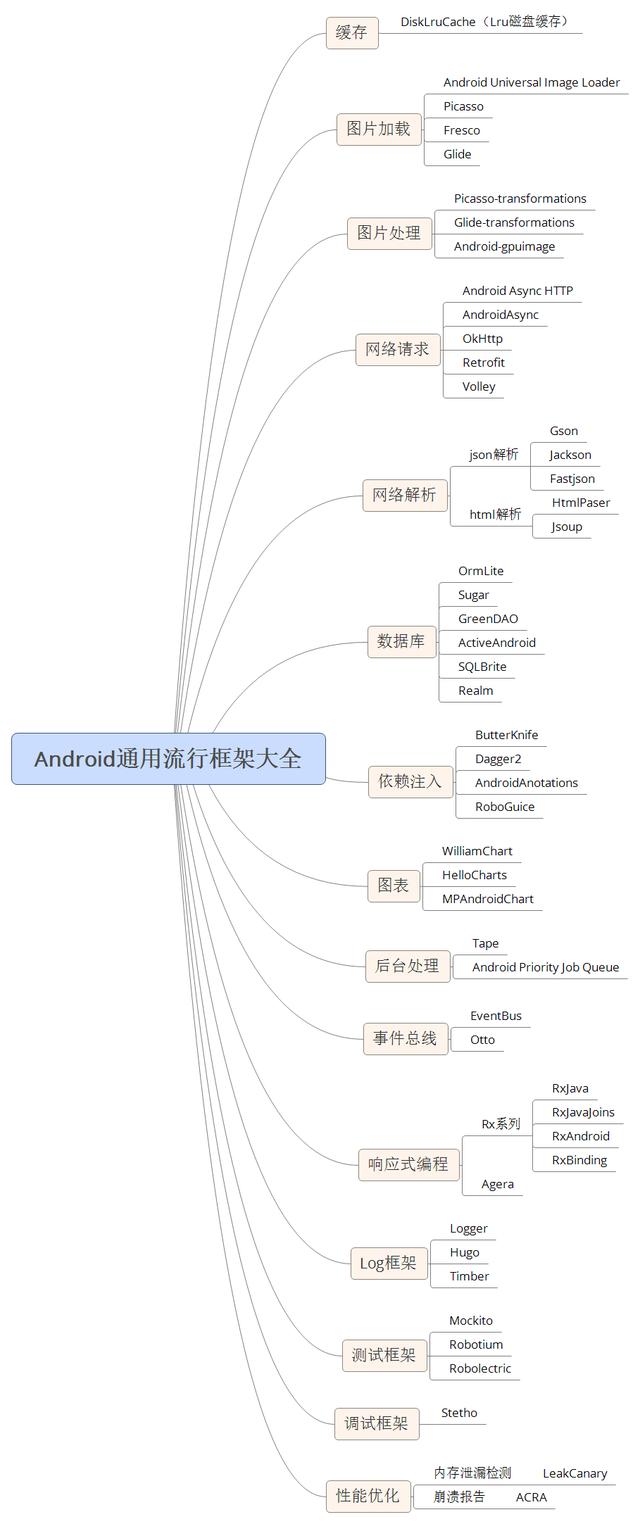 缓存
DiskLruCache（Lru磁盘缓存）
图片加载
Android Universal Image Loader
Picasso
Fresco
Glide
图片处理
Picasso-transformations
Glide-transformations
Android-gpuimage
网络请求
Android Async HTTP
AndroidAsync
OkHttp
Retrofit
Volley
网络解析
json解析
Gson
Jackson
Fastjson
html解析
HtmlPaser
Jsoup
数据库
OrmLite
Sugar
GreenDAO
ActiveAndroid
SQLBrite
Realm
Android通用流行框架大全
依赖注入
ButterKnife
Dagger2
AndroidAnotations
RoboGuice
图表
WilliamChart
HelloCharts
MPAndroidChart
后台处理
Tape
Android Priority Job Queue
事件总线
EventBus
Otto
响应式编程
Rx系列
RxJava
RxJavaJoins
RxAndroid
RxBinding
Agera
Log框架
Logger
Hugo
Timber
测试框架
Mockito
Robotium
Robolectric
调试框架
Stetho
性能优化
内存泄漏检测
LeakCanary
崩溃报告
ACRA